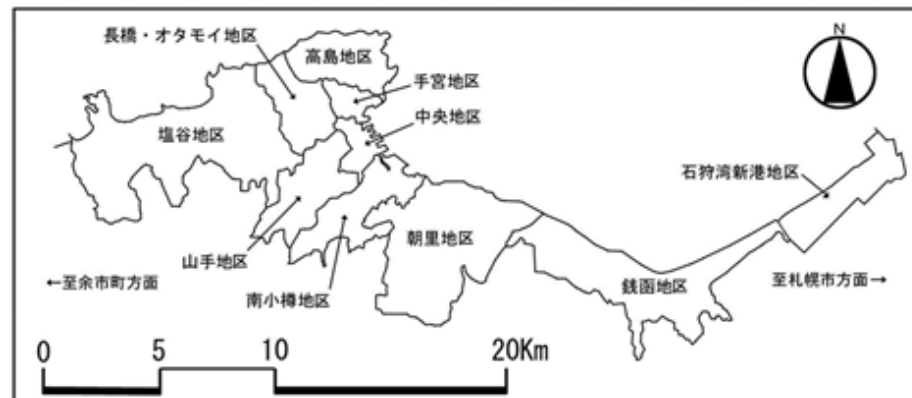 長橋・オタモイ地区
高島地区
N
手宮地区
中央地区
塩谷地区
石狩湾新港地区
朝里地区
山手地区
←至余市町方面
南小樽地区
銭函地区
至札幌市方面→
0
5
10
20Km